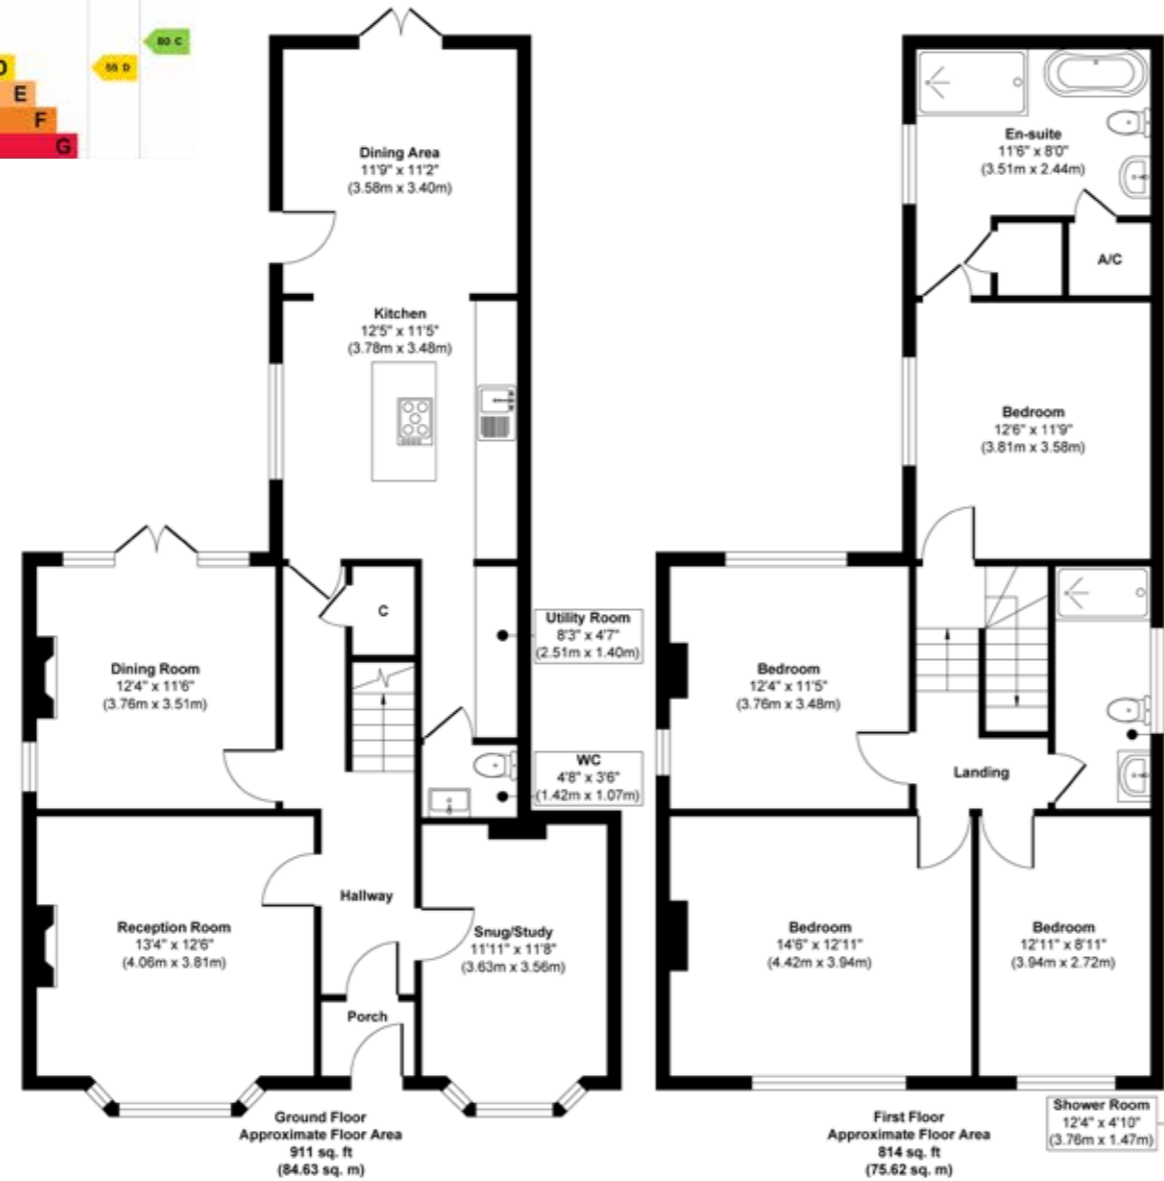 80 C
55 D
D
E
F
G
Dining Area
11'9" x 11'2"
(3.58m x 3.40m)
Kitchen
12'5" x 11'5"
(3.78m x 3.48m)
C
Utility Room
8'3" x 4'7"
(2.51m x 1.40m)
Dining Room
12'4" x 11'6"
(3.76m x 3.51m)
WC
4'8" x 3'6"
(1.42m x 1.07m)
Hallway
Reception Room
13'4" x 12'6"
(4.06m x 3.81m)
Snug/Study
11'11" x 11'8"
(3.63m x 3.56m)
Porch
Ground Floor
Approximate Floor Area
911 sq. ft
(84.63 sq. m)
En-suite
11'6" x 8'0"
(3.51m x 2.44m)
A/C
Bedroom
12'6" x 11'9"
(3.81m x 3.58m)
Bedroom
12'4" x 11'5"
(3.76m x 3.48m)
Landing
Bedroom
14'6" x 12'11"
(4.42m x 3.94m)
Bedroom
12'11" x 8'11"
(3.94m x 2.72m)
Shower Room
12'4" x 4'10"
(3.76m x 1.47m)
First Floor
Approximate Floor Area
814 sq. ft
(75.62 sq. m)